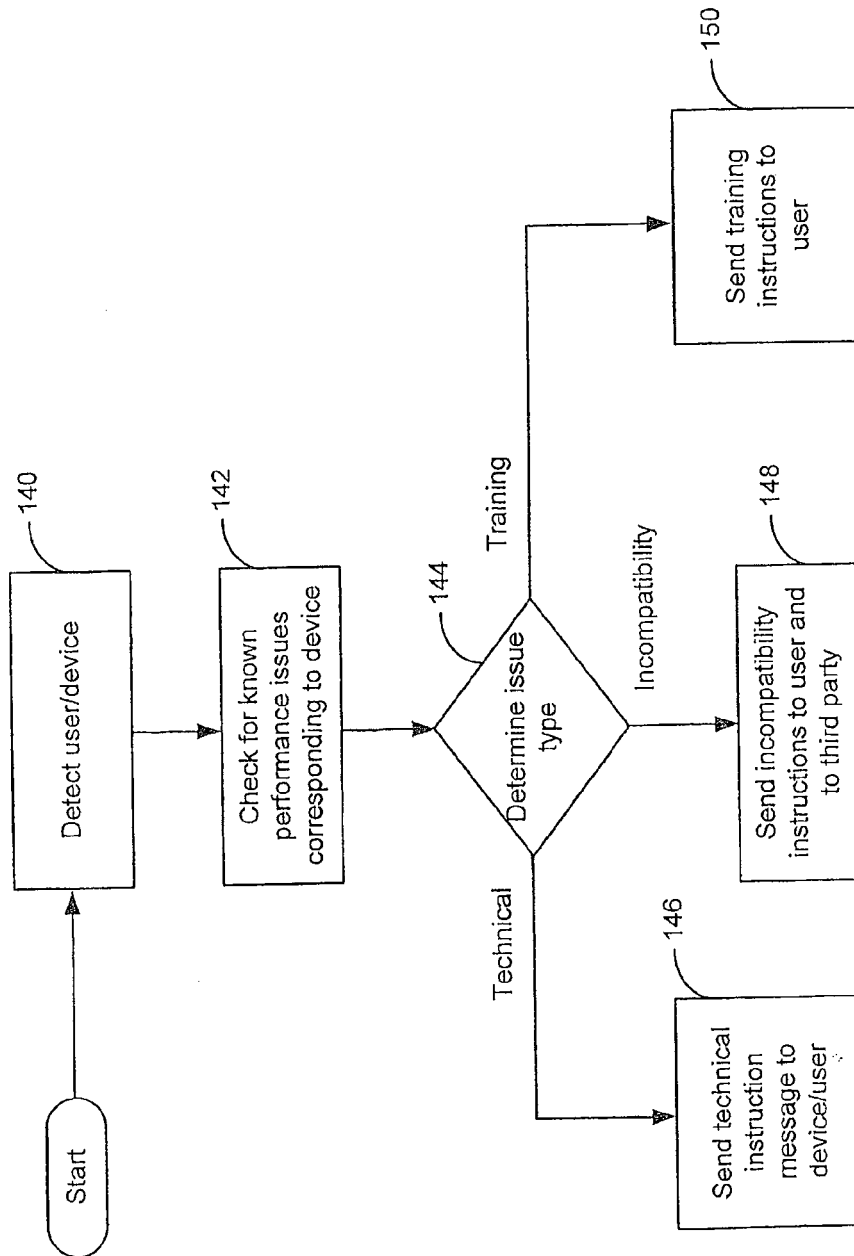 Start
Detect user/device
140
Check for known
performance issues
corresponding to device
142
Determine issue
type
144
Technical
Incompatibility
Training
Send technical
instruction
message to
device/user
146
Send incompatibility
instructions to user and
to third party
148
Send training
instructions to
user
150